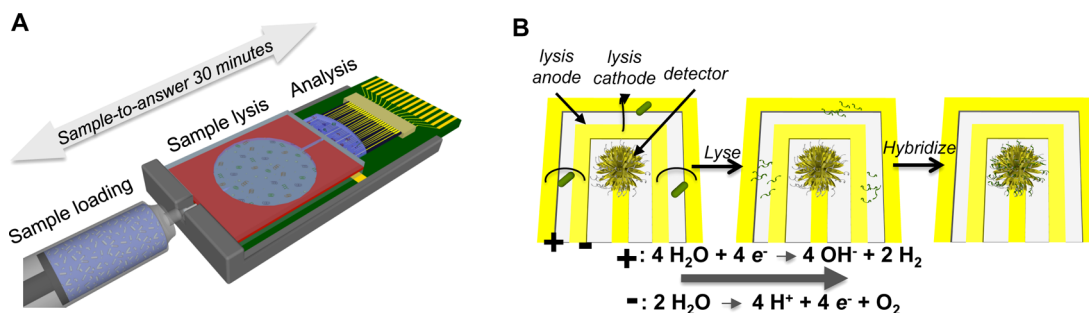 A
Sample-to-answer 30 minutes
Sample loading
Sample lysis
Analysis
B
lysis
anode
lysis
cathode
detector
Lyse
Hybridize
+ -
+: 4 H₂O + 4 e⁻ → 4 OH⁻ + 2 H₂
-: 2 H₂O → 4 H⁺ + 4 e⁻ + O₂